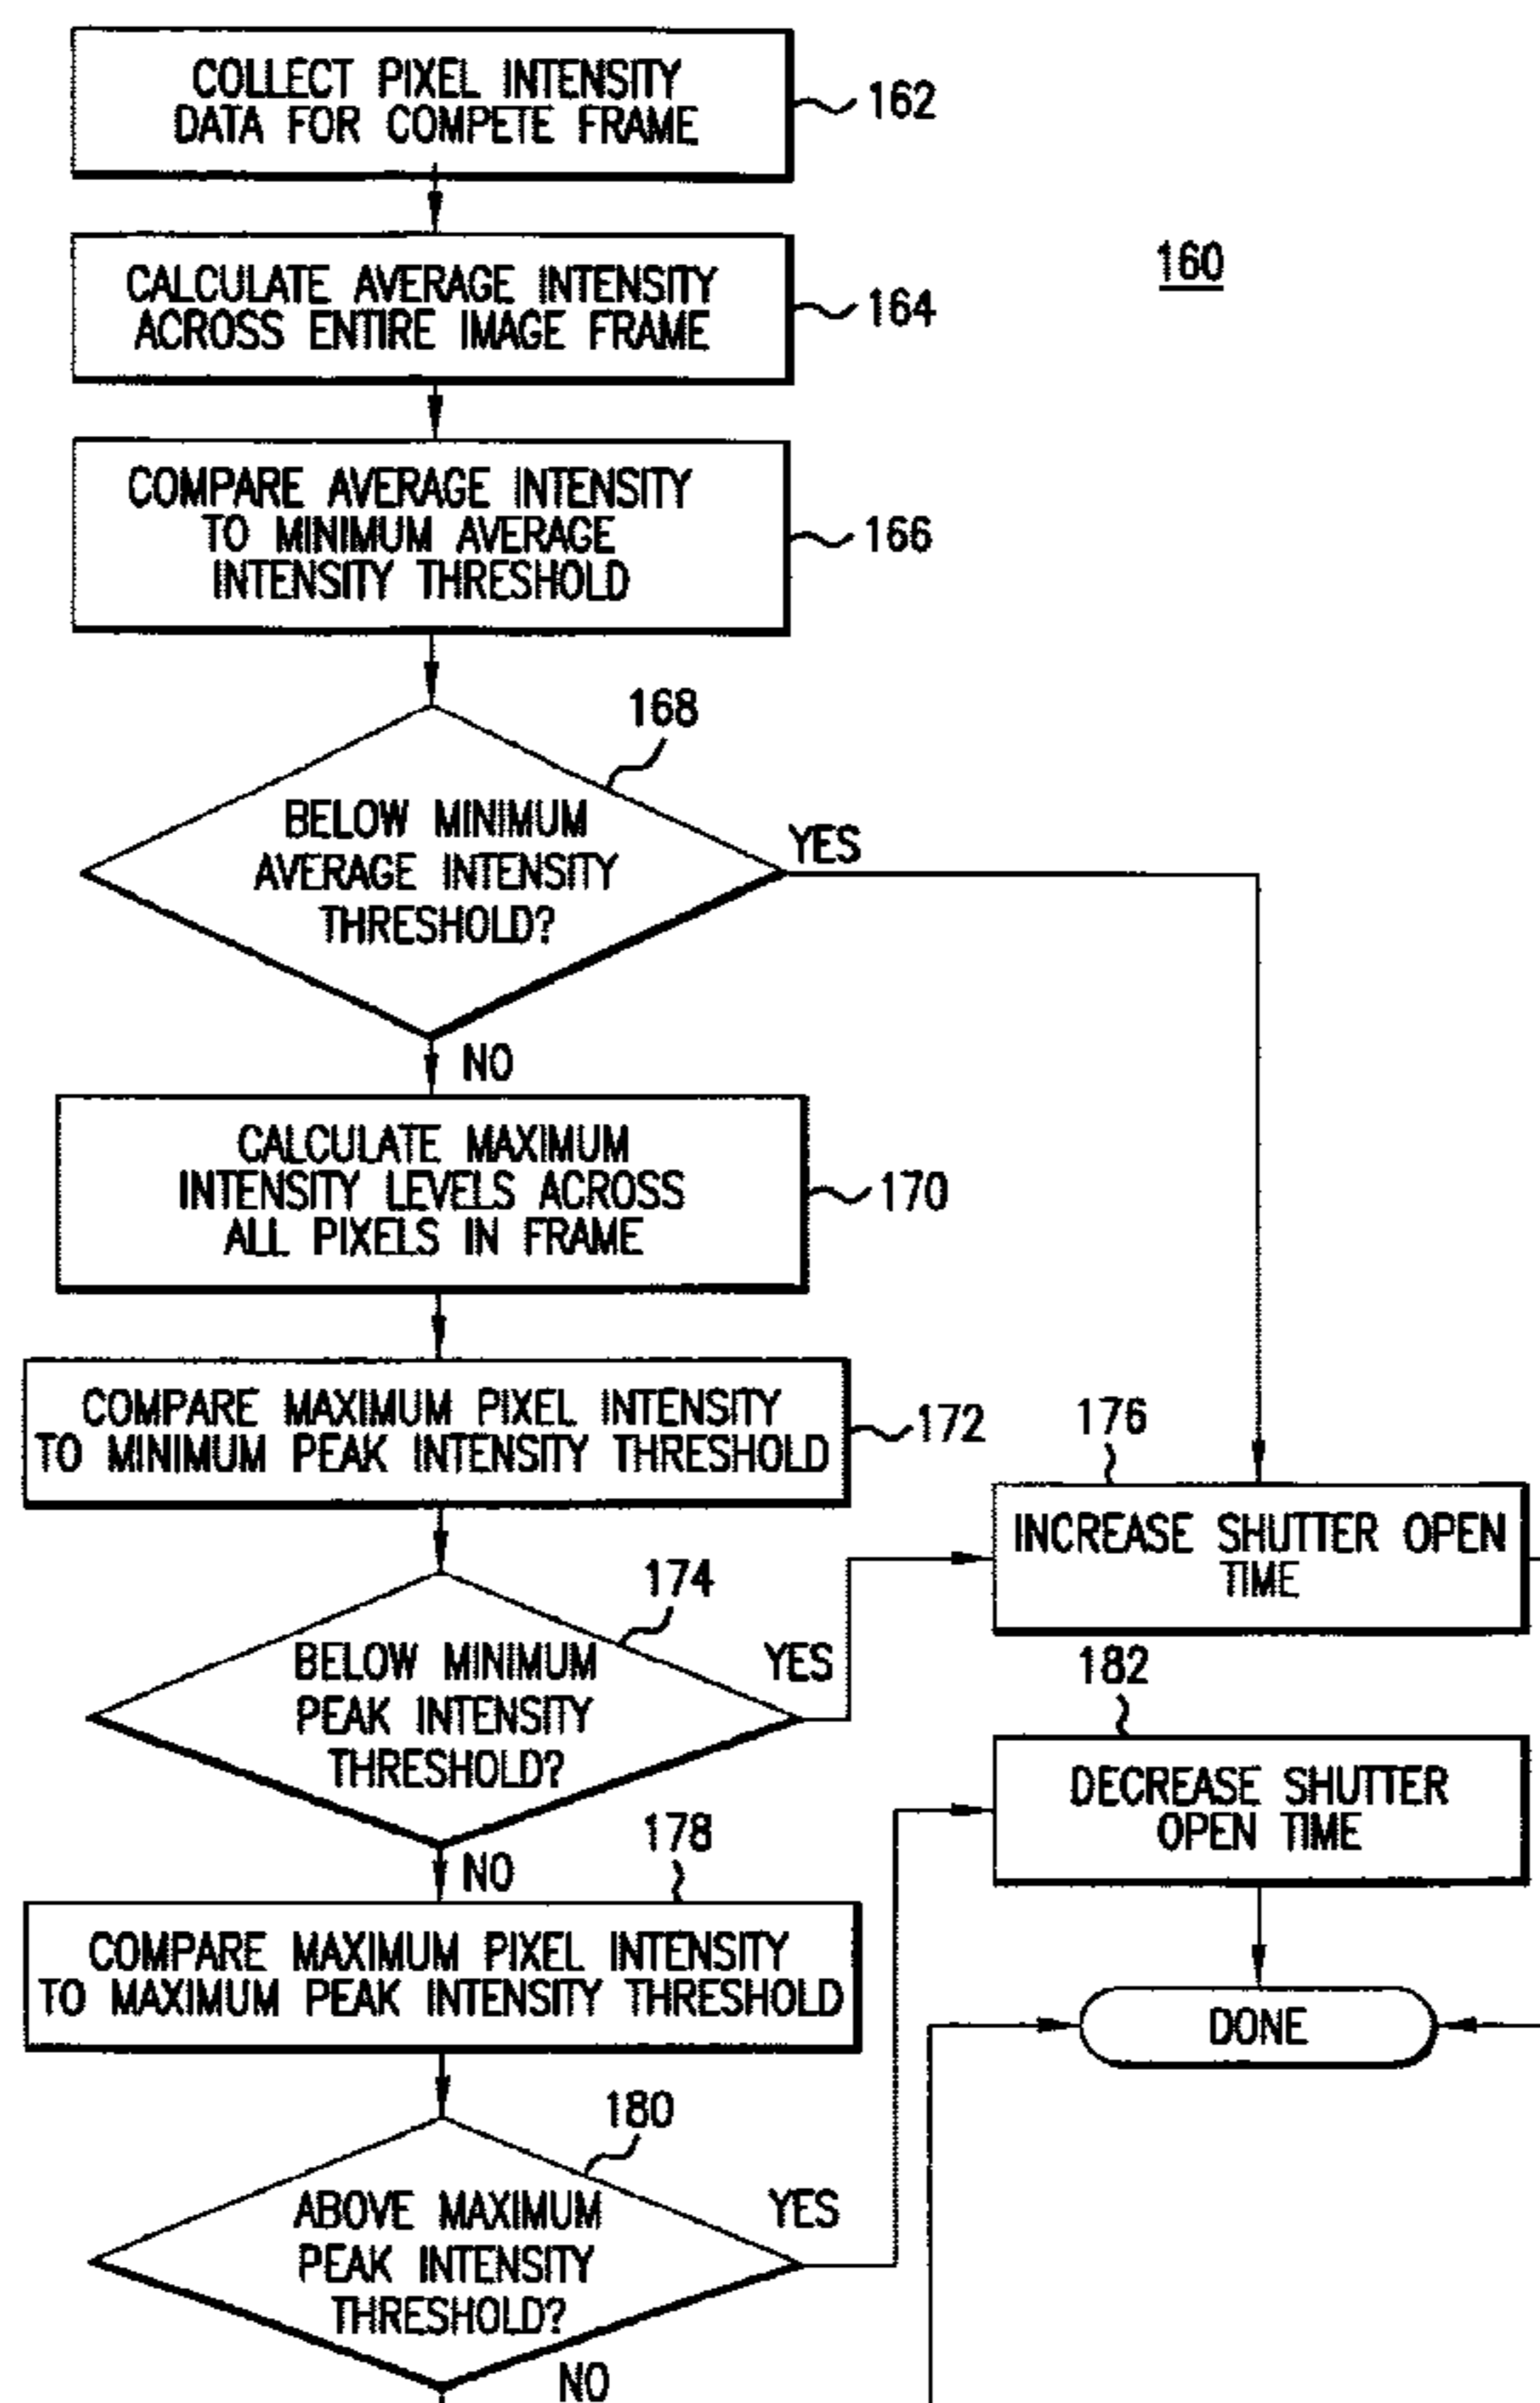 COLLECT PIXEL INTENSITY
DATA FOR COMPETE FRAME
162
160
CALCULATE AVERAGE INTENSITY
ACROSS ENTIRE IMAGE FRAME
164
COMPARE AVERAGE INTENSITY
TO MINIMUM AVERAGE
INTENSITY THRESHOLD
166
168
BELOW MINIMUM
AVERAGE INTENSITY
THRESHOLD?
YES
NO
CALCULATE MAXIMUM
INTENSITY LEVELS ACROSS
ALL PIXELS IN FRAME
170
COMPARE MAXIMUM PIXEL INTENSITY
TO MINIMUM PEAK INTENSITY THRESHOLD
172
176
INCREASE SHUTTER OPEN
TIME
174
BELOW MINIMUM
PEAK INTENSITY
THRESHOLD?
YES
NO
182
DECREASE SHUTTER
OPEN TIME
178
COMPARE MAXIMUM PIXEL INTENSITY
TO MAXIMUM PEAK INTENSITY THRESHOLD
DONE
180
ABOVE MAXIMUM
PEAK INTENSITY
THRESHOLD?
YES
NO